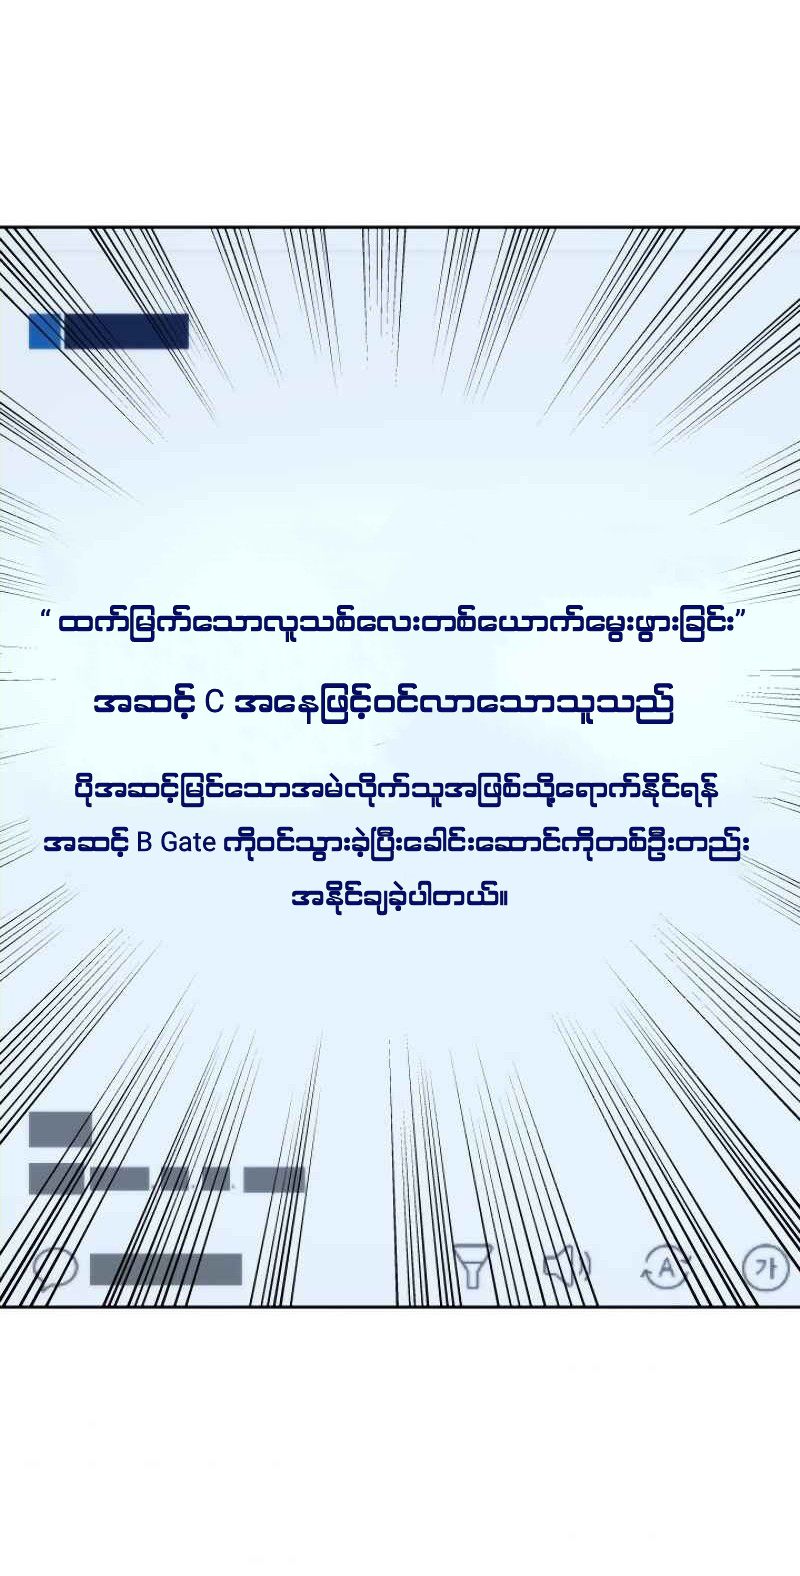 “ ထက်မြက်သောလူသစ်လေးတစ်ယောက်မွေးဖွားခြင်း”
အဆင့် C အနေဖြင့်ဝင်လာသောသူသည်
ပိုအဆင့်မြင်သောအမဲလိုက်သူအဖြစ်သို့ရောက်နိုင်ရန်
အဆင့် B Gate ကိုဝင်သွားခဲ့ပြီးခေါင်းဆောင်ကိုတစ်ဦးတည်း
အနိုင်ချခဲ့ပါတယ်။
A 가